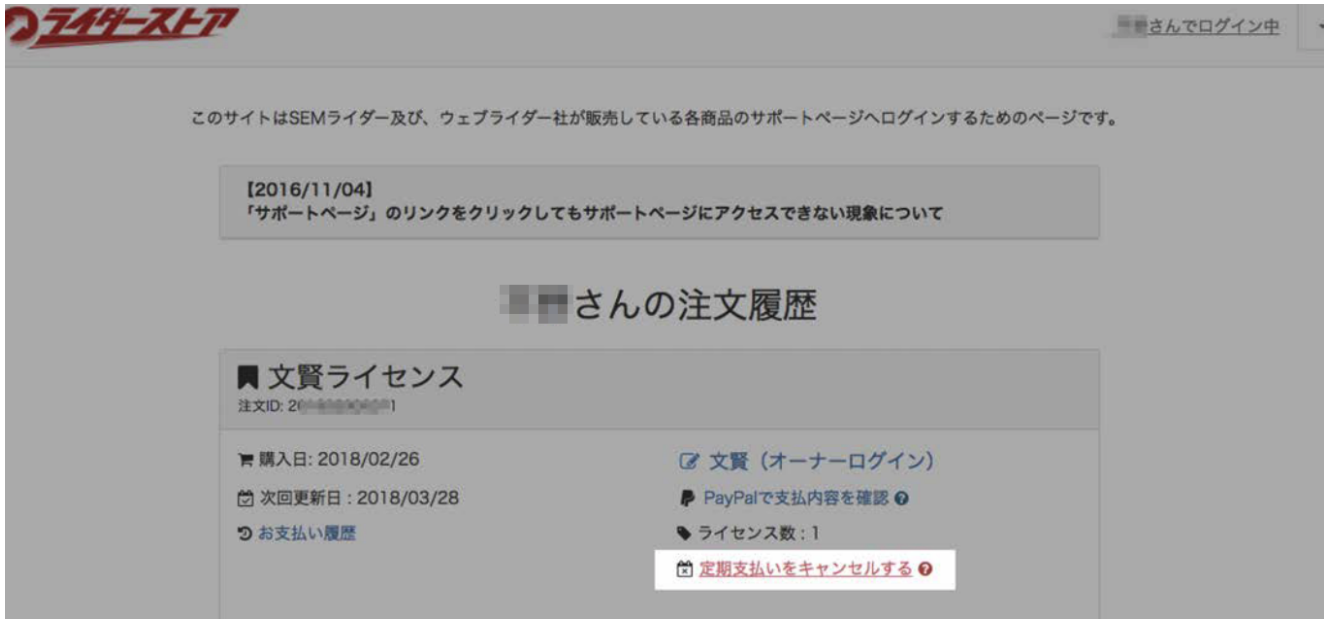 ライダーストア
さんでログイン中
このサイトはSEMライダー及び、ウェブライダー社が販売している各商品のサポートページへログインするためのページです。
【2016/11/04】
「サポートページ」のリンクをクリックしてもサポートページにアクセスできない現象について
さんの注文履歴
文賢ライセンス
注文ID: 2
購入日: 2018/02/26
文賢（オーナーログイン）
次回更新日 : 2018/03/28
PayPalで支払内容を確認
お支払い履歴
ライセンス数 : 1
定期支払いをキャンセルする